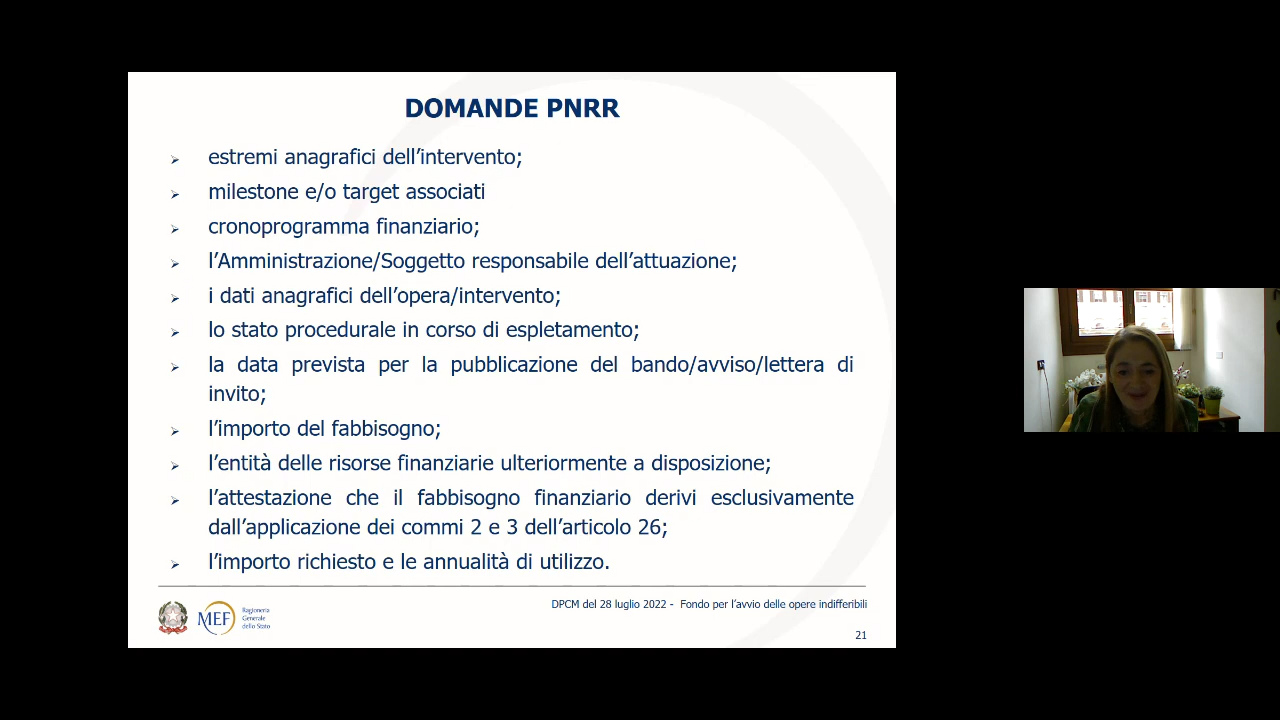 DOMANDE PNRR
estremi anagrafici dell'intervento;
milestone e/o target associati
cronoprogramma finanziario;
l'Amministrazione/Soggetto responsabile dell'attuazione;
i dati anagrafici dell'opera/intervento;
lo stato procedurale in corso di espletamento;
la data prevista per la pubblicazione del bando/avviso/lettera di
invito;
l'importo del fabbisogno;
l'entità delle risorse finanziarie ulteriormente a disposizione;
l'attestazione che il fabbisogno finanziario derivi esclusivamente
dall'applicazione dei commi 2 e 3 dell'articolo 26;
l'importo richiesto e le annualità di utilizzo.
DPCM del 28 luglio 2022 - Fondo per l'avvio delle opere indifferibili
MEF
Ragioneria
Generale
dello Stato
21